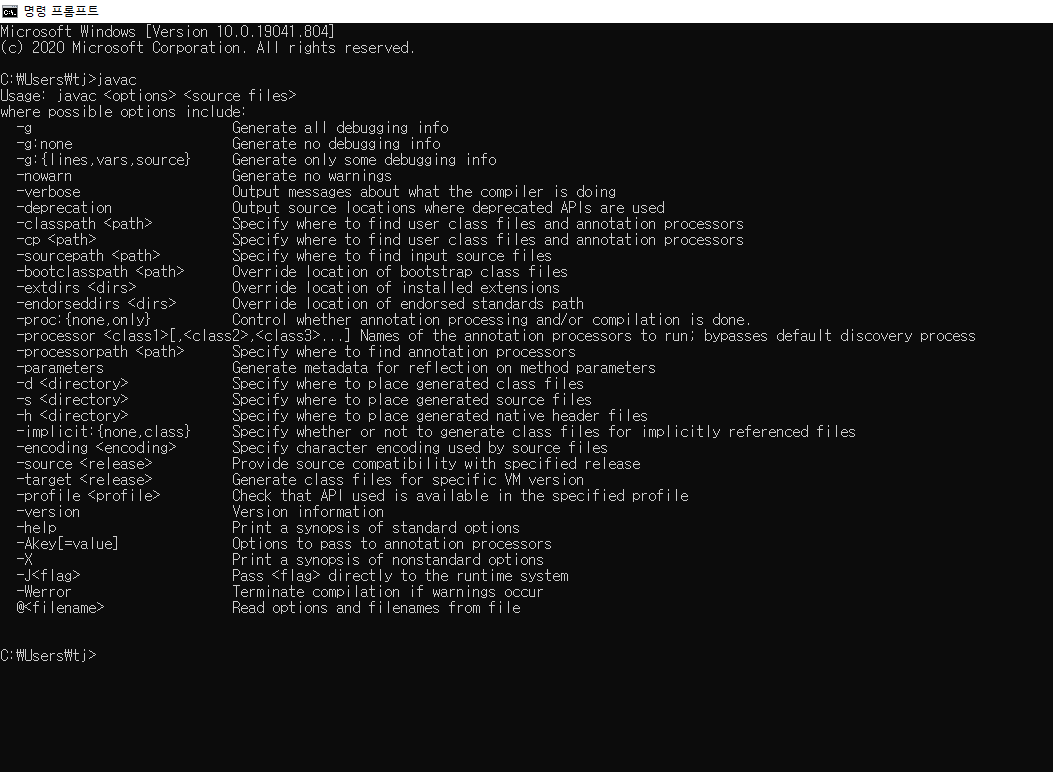 명령 프롬프트
Microsoft Windows [Version 10.0.19041.804]
(c) 2020 Microsoft Corporation. All rights reserved.
C:₩Users₩tj>javac
Usage: javac <options> <source files>
where possible options include:
-g Generate all debugging info
-g:none Generate no debugging info
-g:{lines,vars,source} Generate only some debugging info
-nowarn Generate no warnings
-verbose Output messages about what the compiler is doing
-deprecation Output source locations where deprecated APIs are used
-classpath <path> Specify where to find user class files and annotation processors
-cp <path> Specify where to find user class files and annotation processors
-sourcepath <path> Specify where to find input source files
-bootclasspath <path> Override location of bootstrap class files
-extdirs <dirs> Override location of installed extensions
-endorseddirs <dirs> Override location of endorsed standards path
-proc:{none,only} Control whether annotation processing and/or compilation is done.
-processor <class1>[,<class2>,<class3>...] Names of the annotation processors to run; bypasses default discovery process
-processorpath <path> Specify where to find annotation processors
-parameters Generate metadata for reflection on method parameters
-d <directory> Specify where to place generated class files
-s <directory> Specify where to place generated source files
-h <directory> Specify where to place generated native header files
-implicit:{none,class} Specify whether or not to generate class files for implicitly referenced files
-encoding <encoding> Specify character encoding used by source files
-source <release> Provide source compatibility with specified release
-target <release> Generate class files for specific VM version
-profile <profile> Check that API used is available in the specified profile
-version Version information
-help Print a synopsis of standard options
-Akey[=value] Options to pass to annotation processors
-X Print a synopsis of nonstandard options
-J<flag> Pass <flag> directly to the runtime system
-Werror Terminate compilation if warnings occur
@<filename> Read options and filenames from file
C:₩Users₩tj>